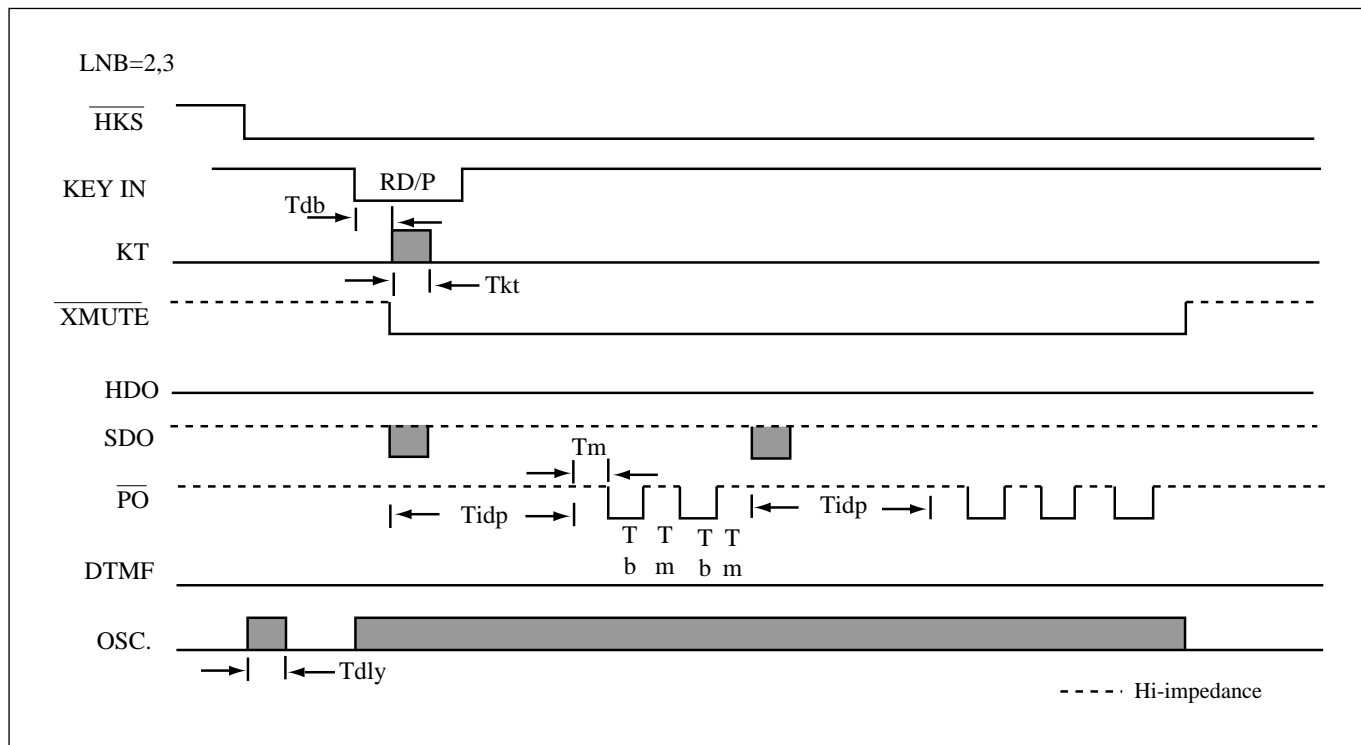 LNB=2,3
HKS
KEY IN
RD/P
Tdb
KT
Tkt
XMUTE
HDO
SDO
Tm
PO
Tidp
Tidp
T T T T
b m b m
DTMF
OSC.
Tdly
Hi-impedance